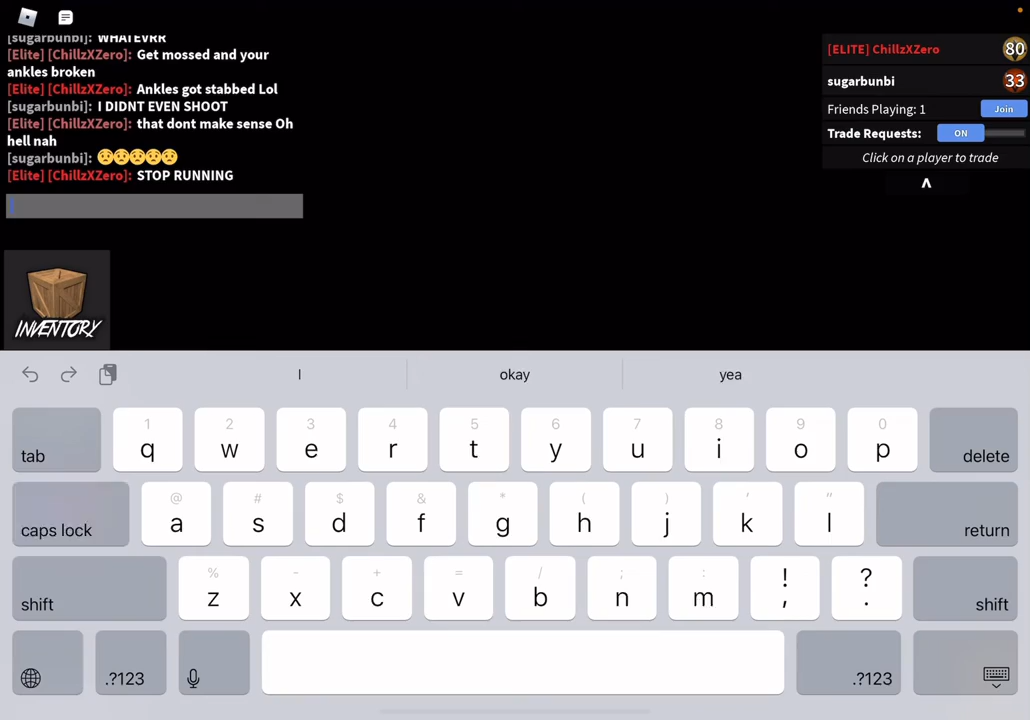 [sugarbunbi]: WHATEVRR
[Elite] [ChillzXZero]: Get mossed and your
ankles broken
[Elite] [ChillzXZero]: Ankles got stabbed Lol
[sugarbunbi]: I DIDNT EVEN SHOOT
[Elite] [ChillzXZero]: that dont make sense Oh
hell nah
[sugarbunbi]: 😟😟😟😟😟
[Elite] [ChillzXZero]: STOP RUNNING
[ELITE] ChillzXZero 80
sugarbunbi 33
Friends Playing: 1 Join
Trade Requests: ON
Click on a player to trade
INVENTORY
I okay yea
1 2 3 4 5 6 7 8 9 0
tab q w e r t y u i o p delete
@ # $ & * ( ) ' "
caps lock a s d f g h j k l return
% - + = / ; : ! ?
shift z x c v b n m , . shift
.?123 .?123